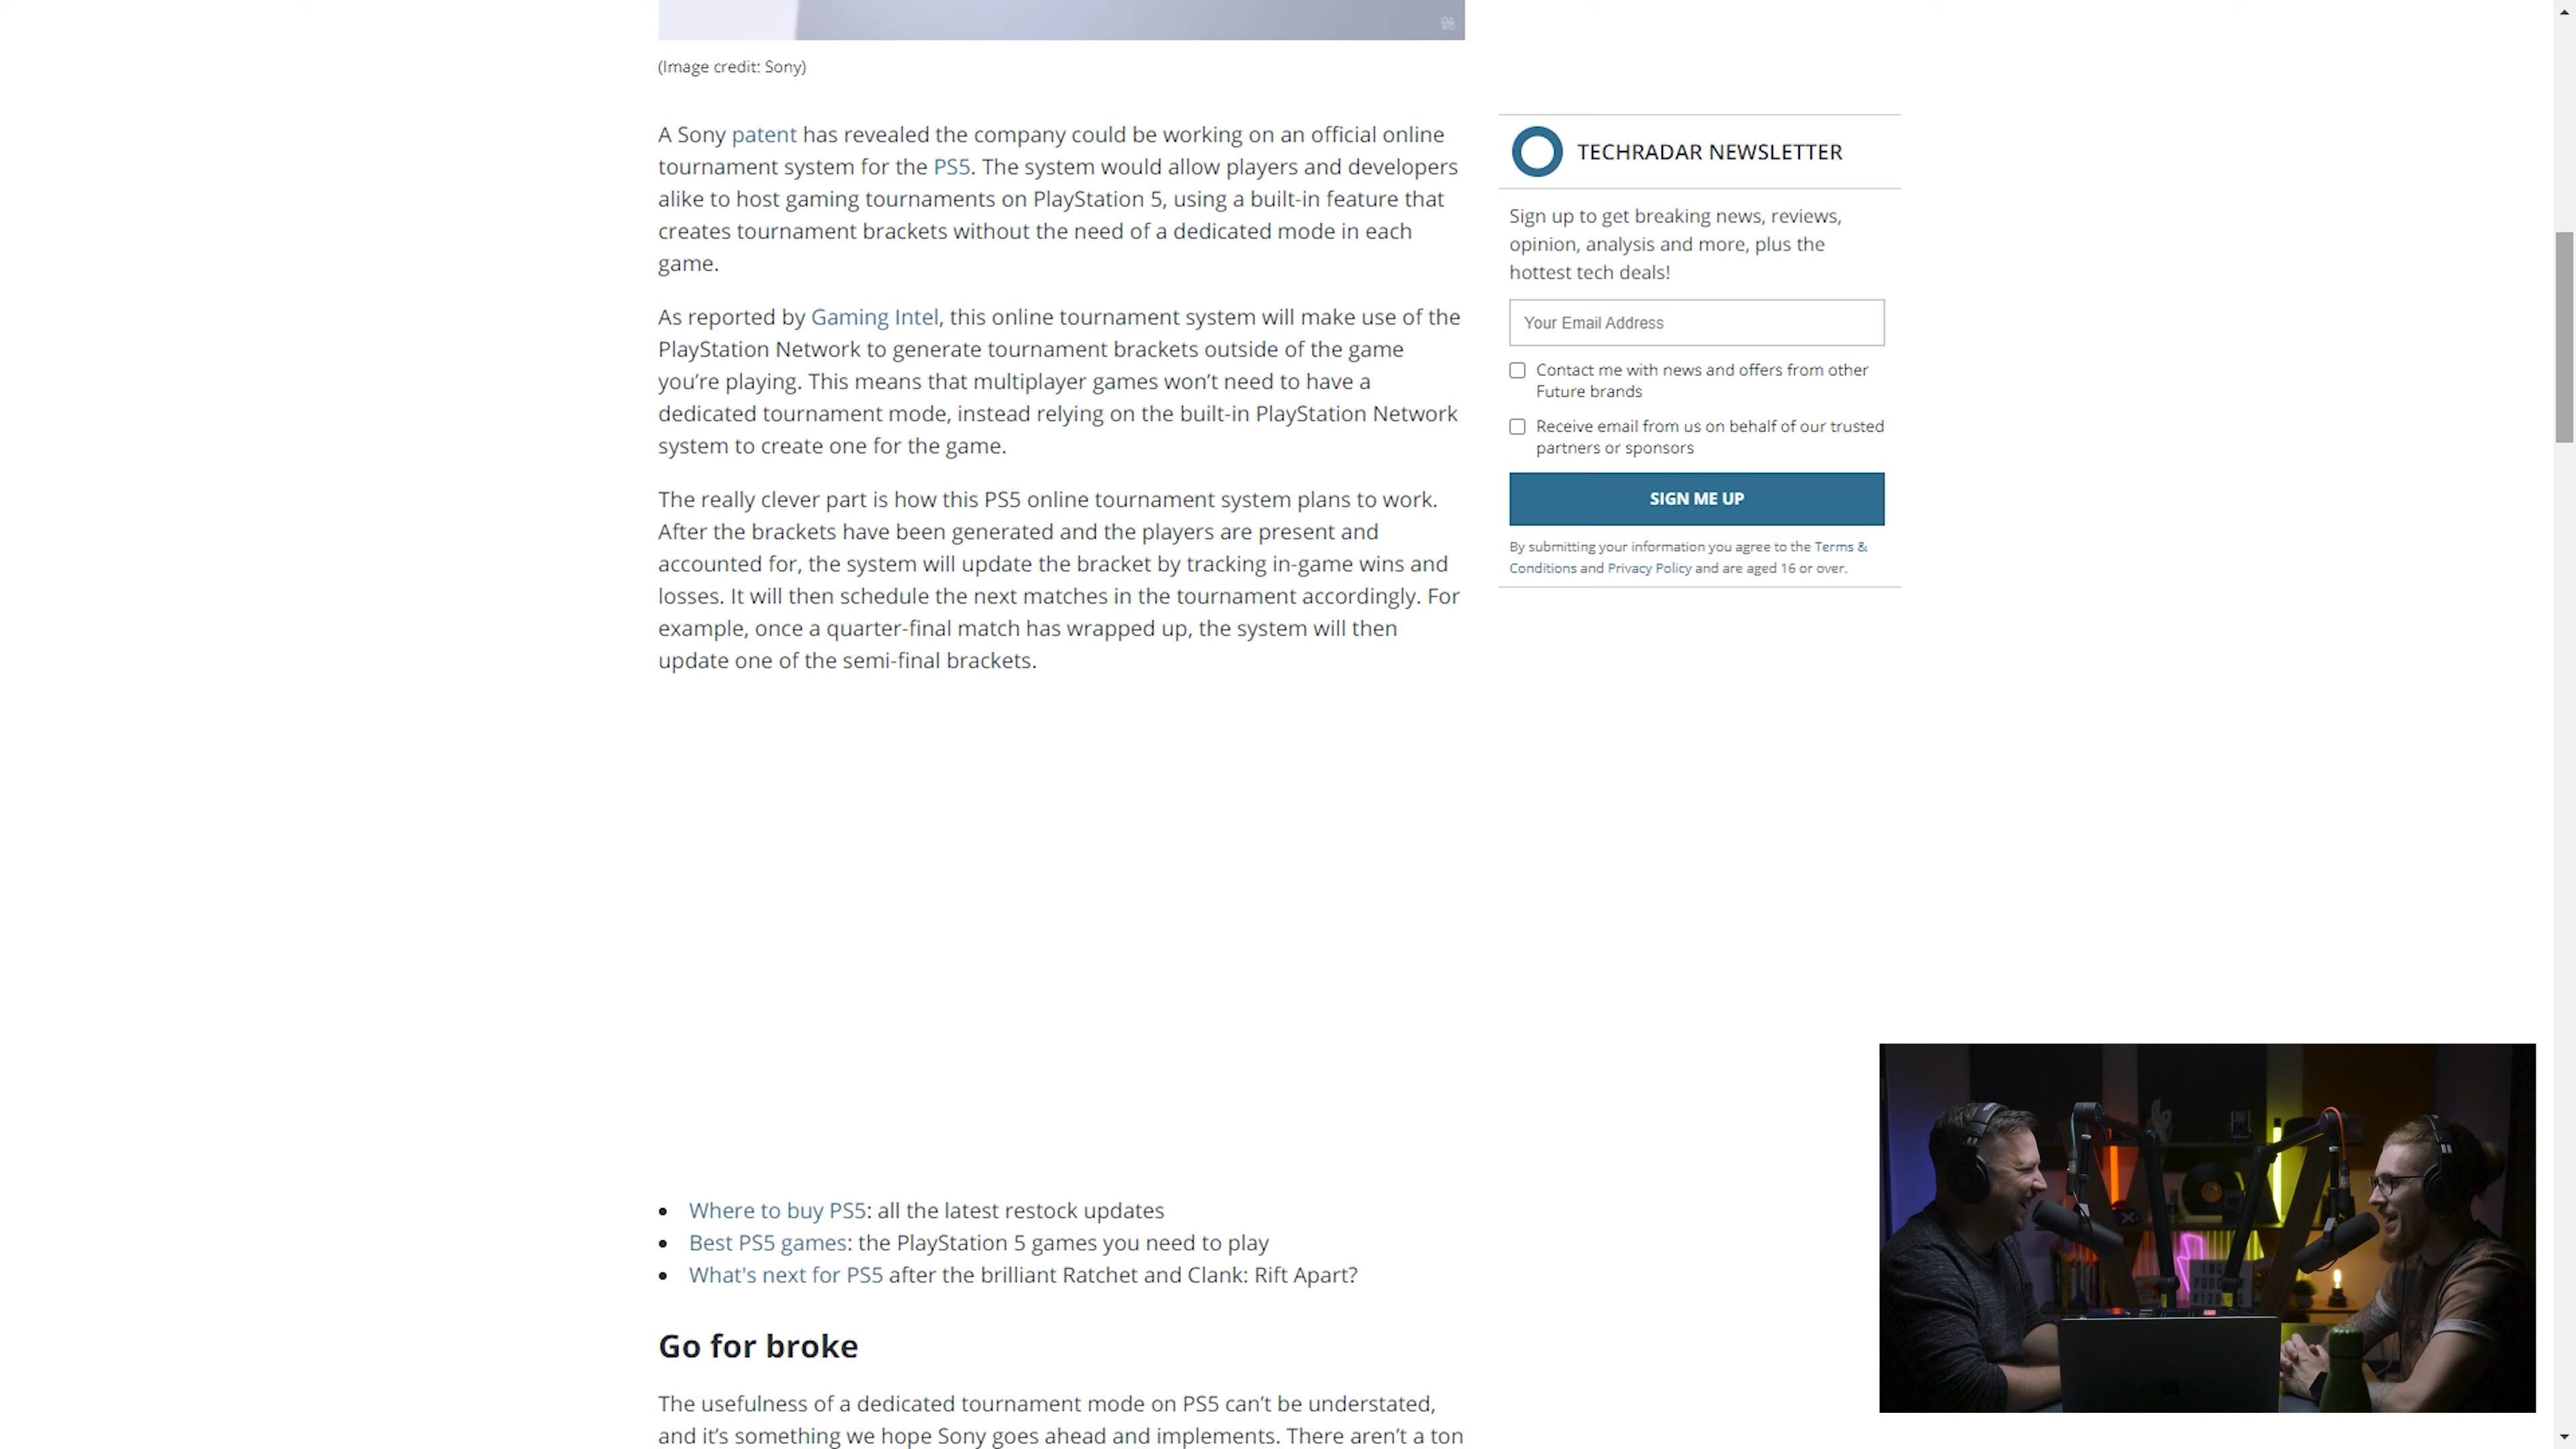 (Image credit: Sony)
A Sony patent has revealed the company could be working on an official online
tournament system for the PS5. The system would allow players and developers
alike to host gaming tournaments on PlayStation 5, using a built-in feature that
creates tournament brackets without the need of a dedicated mode in each
game.
As reported by Gaming Intel, this online tournament system will make use of the
PlayStation Network to generate tournament brackets outside of the game
you’re playing. This means that multiplayer games won’t need to have a
dedicated tournament mode, instead relying on the built-in PlayStation Network
system to create one for the game.
The really clever part is how this PS5 online tournament system plans to work.
After the brackets have been generated and the players are present and
accounted for, the system will update the bracket by tracking in-game wins and
losses. It will then schedule the next matches in the tournament accordingly. For
example, once a quarter-final match has wrapped up, the system will then
update one of the semi-final brackets.
• Where to buy PS5: all the latest restock updates
• Best PS5 games: the PlayStation 5 games you need to play
• What's next for PS5 after the brilliant Ratchet and Clank: Rift Apart?
Go for broke
The usefulness of a dedicated tournament mode on PS5 can’t be understated,
and it’s something we hope Sony goes ahead and implements. There aren’t a ton
TECHRADAR NEWSLETTER
Sign up to get breaking news, reviews,
opinion, analysis and more, plus the
hottest tech deals!
Your Email Address
Contact me with news and offers from other
Future brands
Receive email from us on behalf of our trusted
partners or sponsors
SIGN ME UP
By submitting your information you agree to the Terms &
Conditions and Privacy Policy and are aged 16 or over.